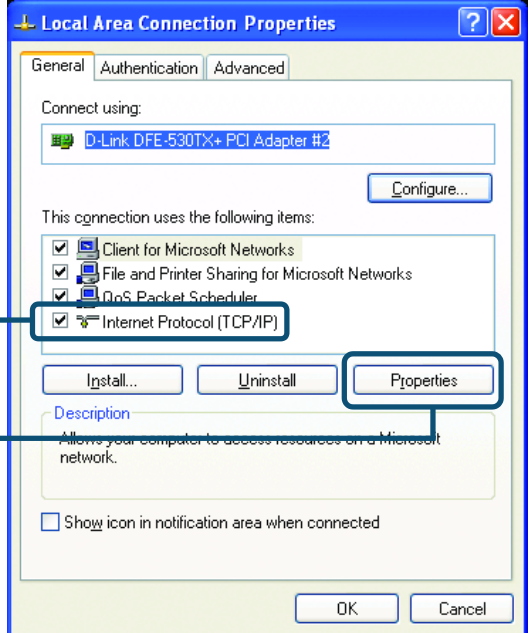 Local Area Connection Properties
General Authentication Advanced
Connect using:
D-Link DFE-530TX+ PCI Adapter #2
Configure...
This connection uses the following items:
Client for Microsoft Networks
File and Printer Sharing for Microsoft Networks
QoS Packet Scheduler
Internet Protocol (TCP/IP)
Install... Uninstall Properties
Description
Allows your computer to access resources on a Microsoft
network.
Show icon in notification area when connected
OK Cancel